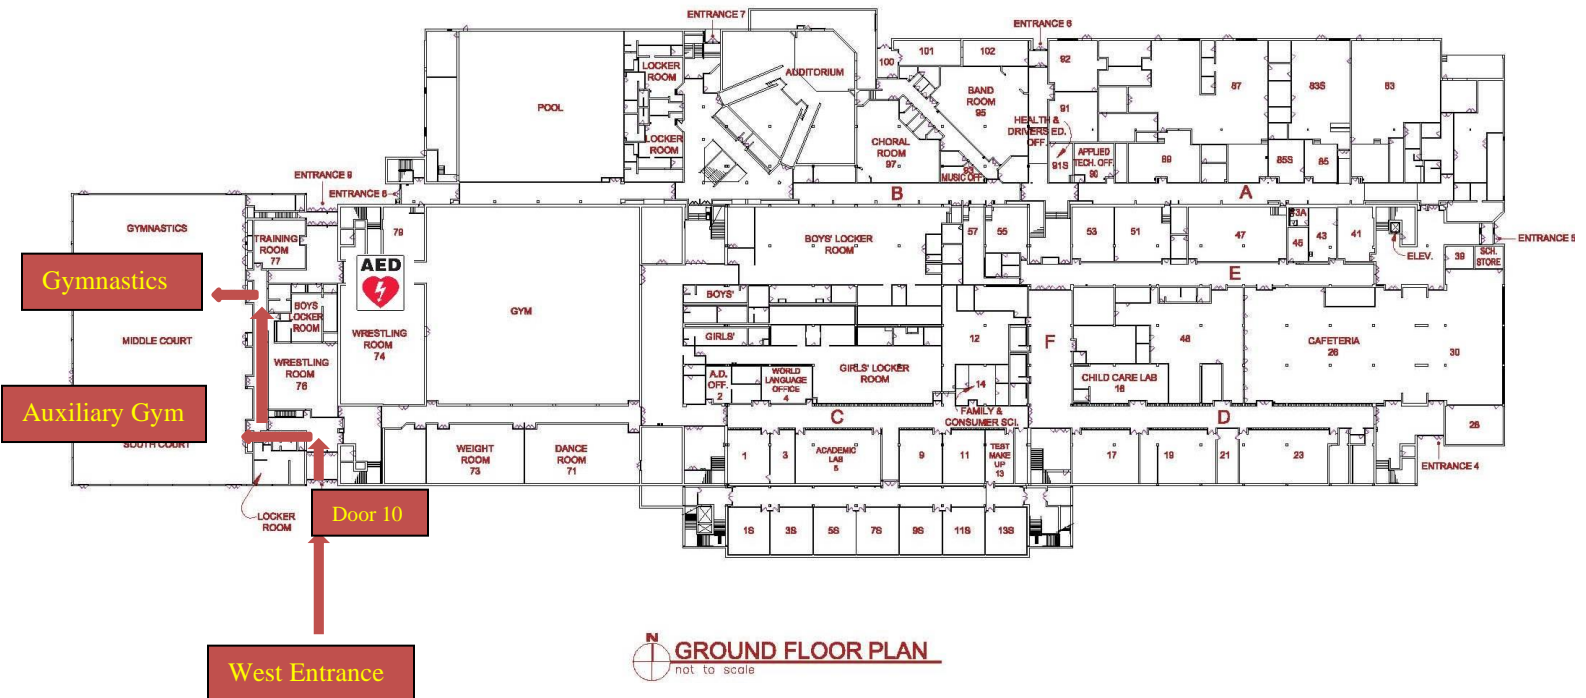 ENTRANCE 7
ENTRANCE 6
101
102
100
92
LOCKER
ROOM
AUDITORIUM
87
83S
83
POOL
BAND
ROOM
95
91
HEALTH &
DRIVERS ED.
OFF.
LOCKER
ROOM
CHORAL
ROOM
97
93
MUSIC OFF.
91S
APPLIED
TECH. OFF.
90
89
85S
85
ENTRANCE 9
ENTRANCE 8
B
A
GYMNASTICS
TRAINING
ROOM
77
79
BOYS' LOCKER
ROOM
57
55
53
51
47
43A
45
43
41
ENTRANCE 5
ELEV.
39
SCH.
STORE
AED
Gymnastics
E
BOYS
LOCKER
ROOM
BOYS'
GYM
MIDDLE COURT
WRESTLING
ROOM
74
GIRLS'
12
F
48
CAFETERIA
26
30
WRESTLING
ROOM
76
A.D.
OFF.
2
WORLD
LANGUAGE
OFFICE
4
GIRLS' LOCKER
ROOM
14
CHILD CARE LAB
16
Auxiliary Gym
C
FAMILY &
CONSUMER SCI.
D
28
SOUTH COURT
WEIGHT
ROOM
73
DANCE
ROOM
71
1
3
ACADEMIC
LAB
5
9
11
TEST
MAKE
UP
13
17
19
21
23
ENTRANCE 4
LOCKER
ROOM
Door 10
1S
3S
5S
7S
9S
11S
13S
West Entrance
N
GROUND FLOOR PLAN
not to scale